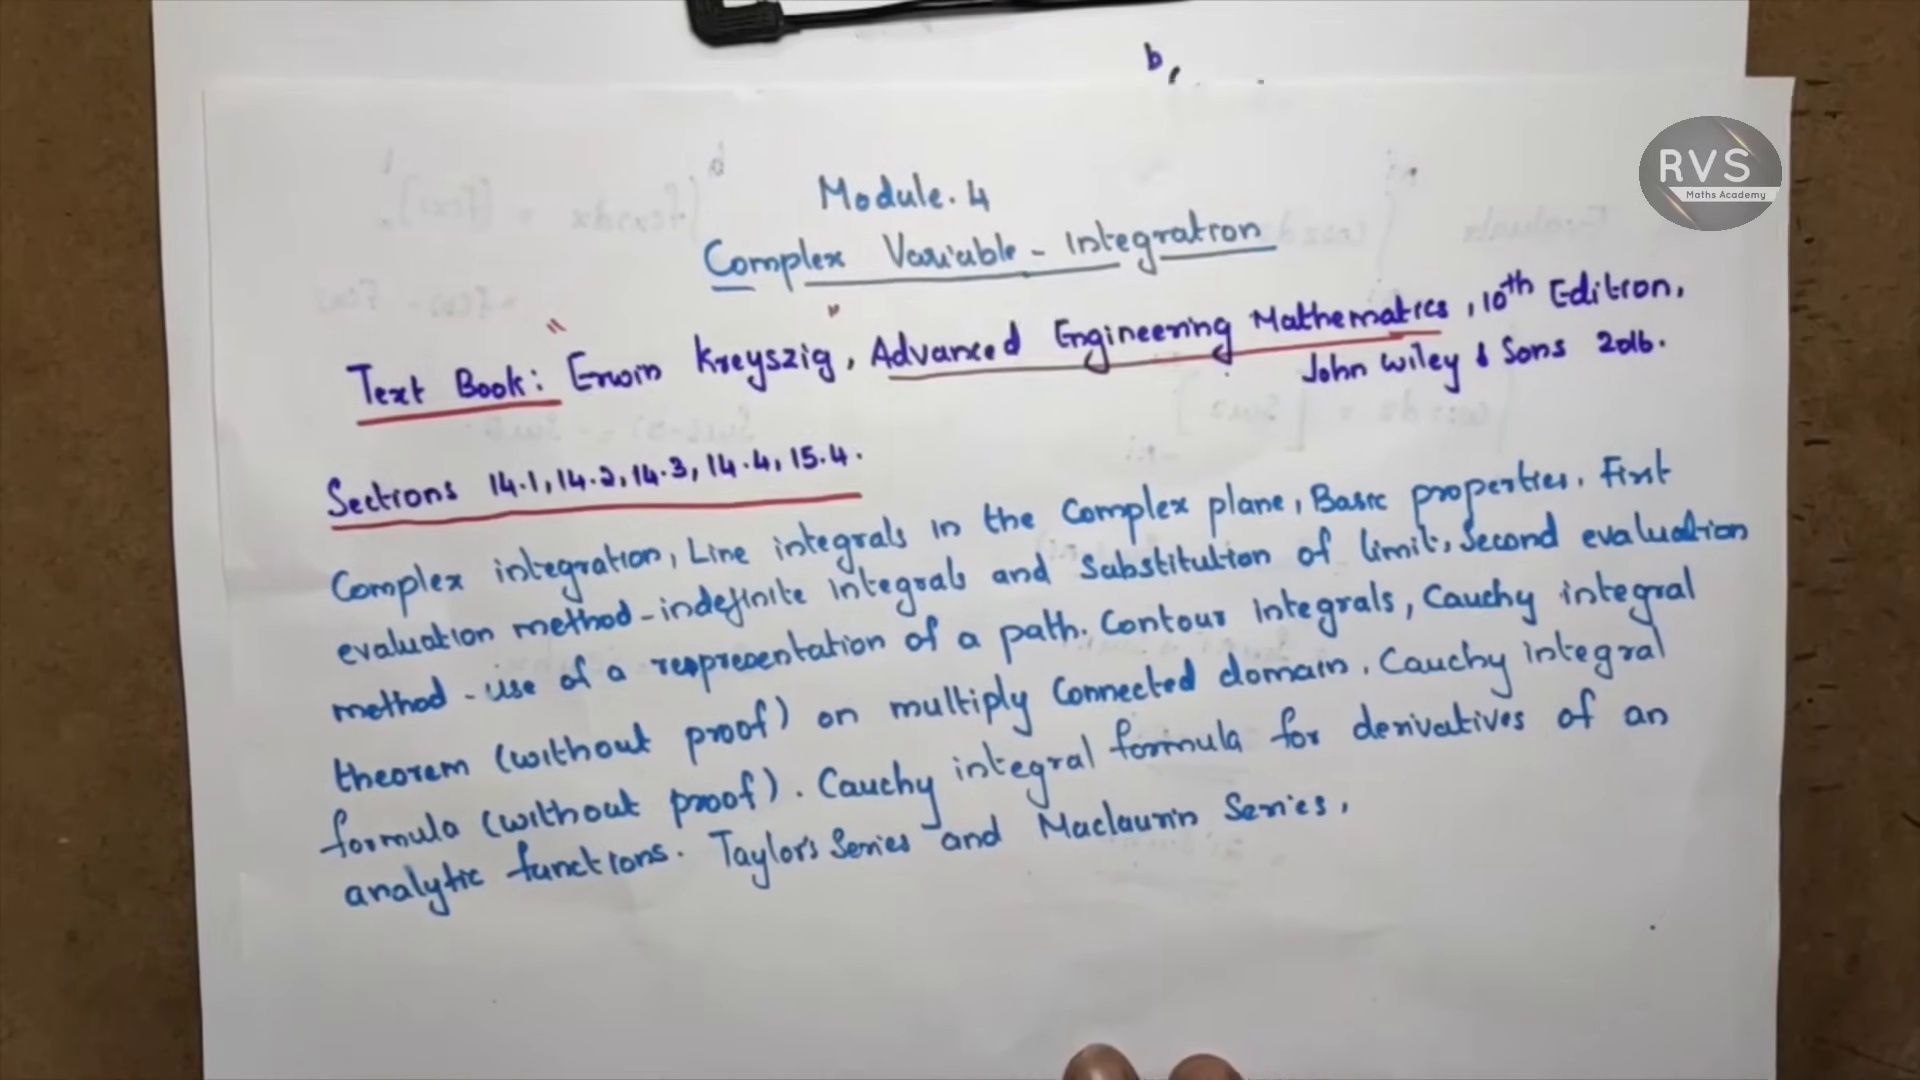 b,
RVS
Maths Academy
Module. 4
Complex Variable - Integration
Text Book: Erwin Kreyszig, Advanced Engineering Mathematics, 10th Edition,
John Wiley & Sons 2016.
Sections 14.1, 14.2, 14.3, 14.4, 15.4.
Complex integration, Line integrals in the Complex plane, Basic properties. First
evaluation method - indefinite integrals and Substitution of limit, Second evaluation
method - use of a representation of a path. Contour integrals, Cauchy integral
theorem (without proof) on multiply Connected domain. Cauchy integral
formula (without proof). Cauchy integral formula for derivatives of an
analytic functions. Taylor's Series and Maclaurin Series,